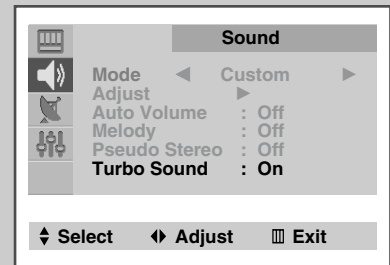 Sound
Mode ◀ Custom ▶
Adjust ▶
Auto Volume : Off
Melody : Off
Pseudo Stereo : Off
Turbo Sound : On
Select Adjust Exit